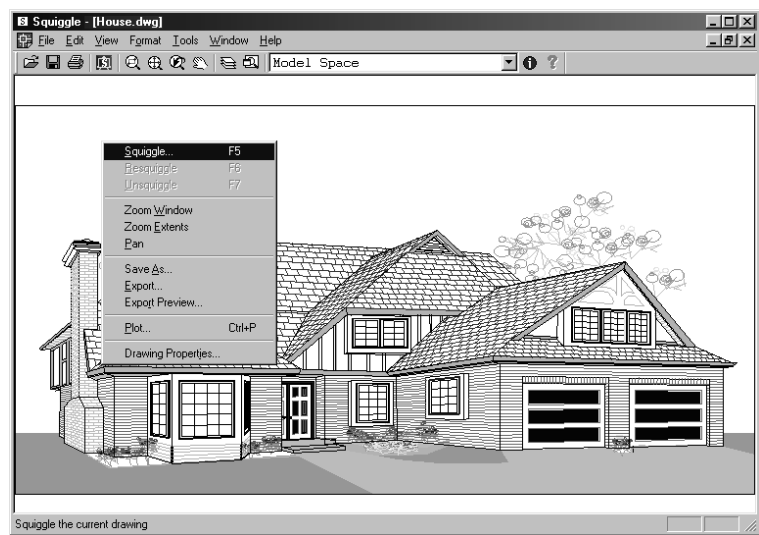 Squiggle - [House.dwg]
File Edit View Format Tools Window Help
Model Space
Squiggle... F5
Resquiggle F6
Unsquiggle F7
Zoom Window
Zoom Extents
Pan
Save As...
Export...
Export Preview...
Plot... Ctrl+P
Drawing Properties...
Squiggle the current drawing